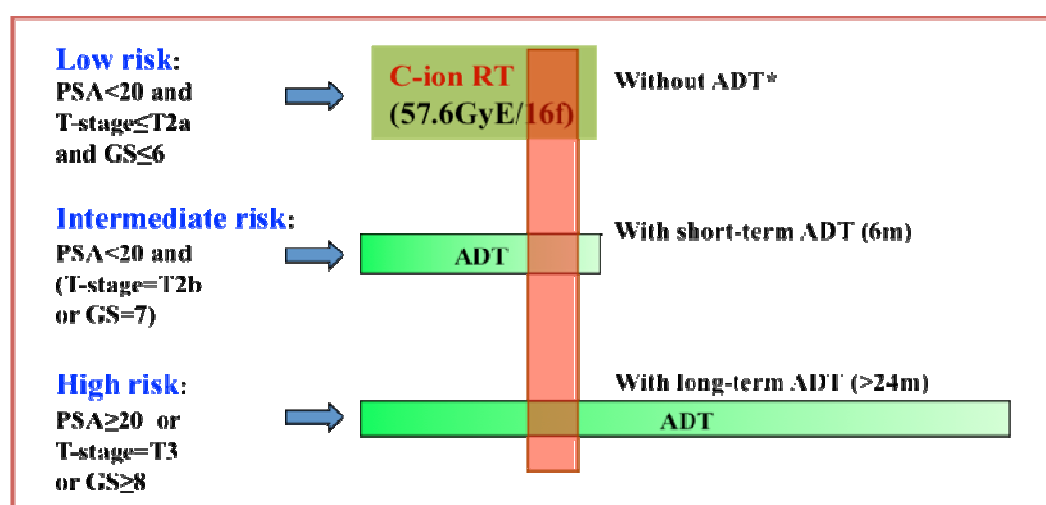 Low risk:
PSA<20 and
T-stage≤T2a
and GS≤6
C-ion RT
(57.6GyE/16f)
Without ADT*
Intermediate risk:
PSA<20 and
(T-stage=T2b
or GS=7)
ADT
With short-term ADT (6m)
High risk:
PSA≥20 or
T-stage=T3
or GS≥8
With long-term ADT (>24m)
ADT